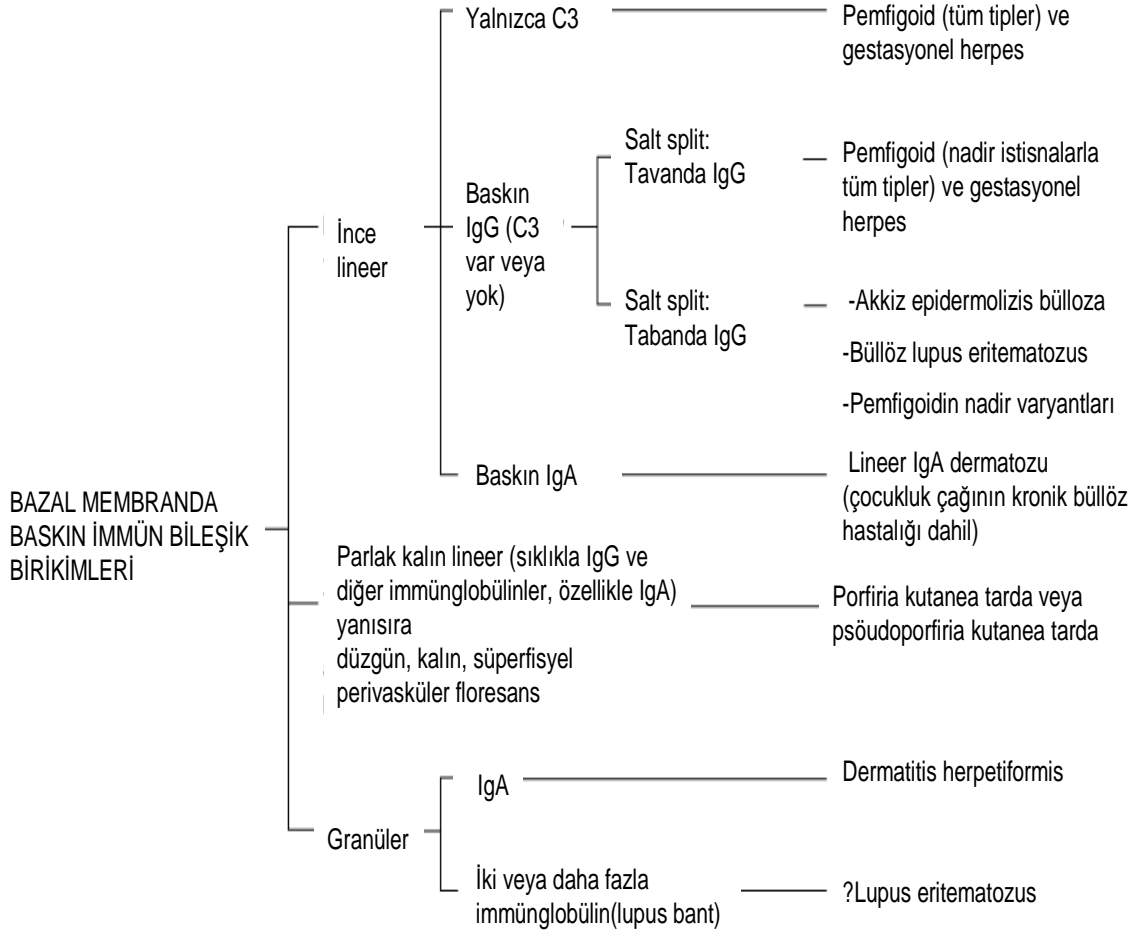 Yalnızca C3
Pemfigoid (tüm tipler) ve
gestasyonel herpes
Salt split:
Tavanda IgG
Pemfigoid (nadir istisnalarla
tüm tipler) ve gestasyonel
herpes
Baskın
IgG (C3
var veya
yok)
İnce
lineer
Salt split:
Tabanda IgG
-Akkiz epidermolizis bülloza
-Büllöz lupus eritematozus
-Pemfigoidin nadir varyantları
Baskın IgA
Lineer IgA dermatozu
(çocukluk çağının kronik büllöz
hastalığı dahil)
BAZAL MEMBRANDA
BASKIN İMMÜN BİLEŞİK
BİRİKİMLERİ
Parlak kalın lineer (sıklıkla IgG ve
diğer immünglobülinler, özellikle IgA)
yanısıra
düzgün, kalın, süperfisyel
perivasküler floresans
Porfiria kutanea tarda veya
psöudoporfiria kutanea tarda
IgA
Dermatitis herpetiformis
Granüler
İki veya daha fazla
immünglobülin(lupus bant)
?Lupus eritematozus